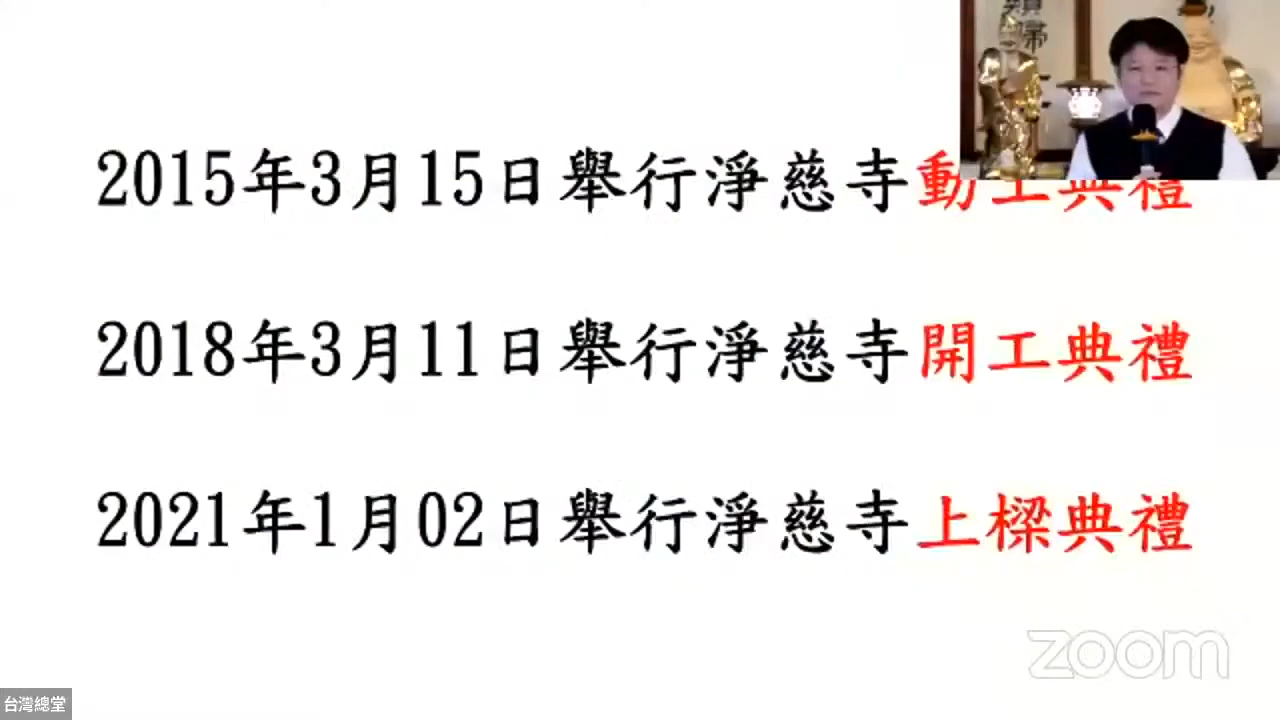 2015年3月15日舉行淨慈寺動工典禮
2018年3月11日舉行淨慈寺開工典禮
2021年1月02日舉行淨慈寺上樑典禮
zoom
台灣總堂